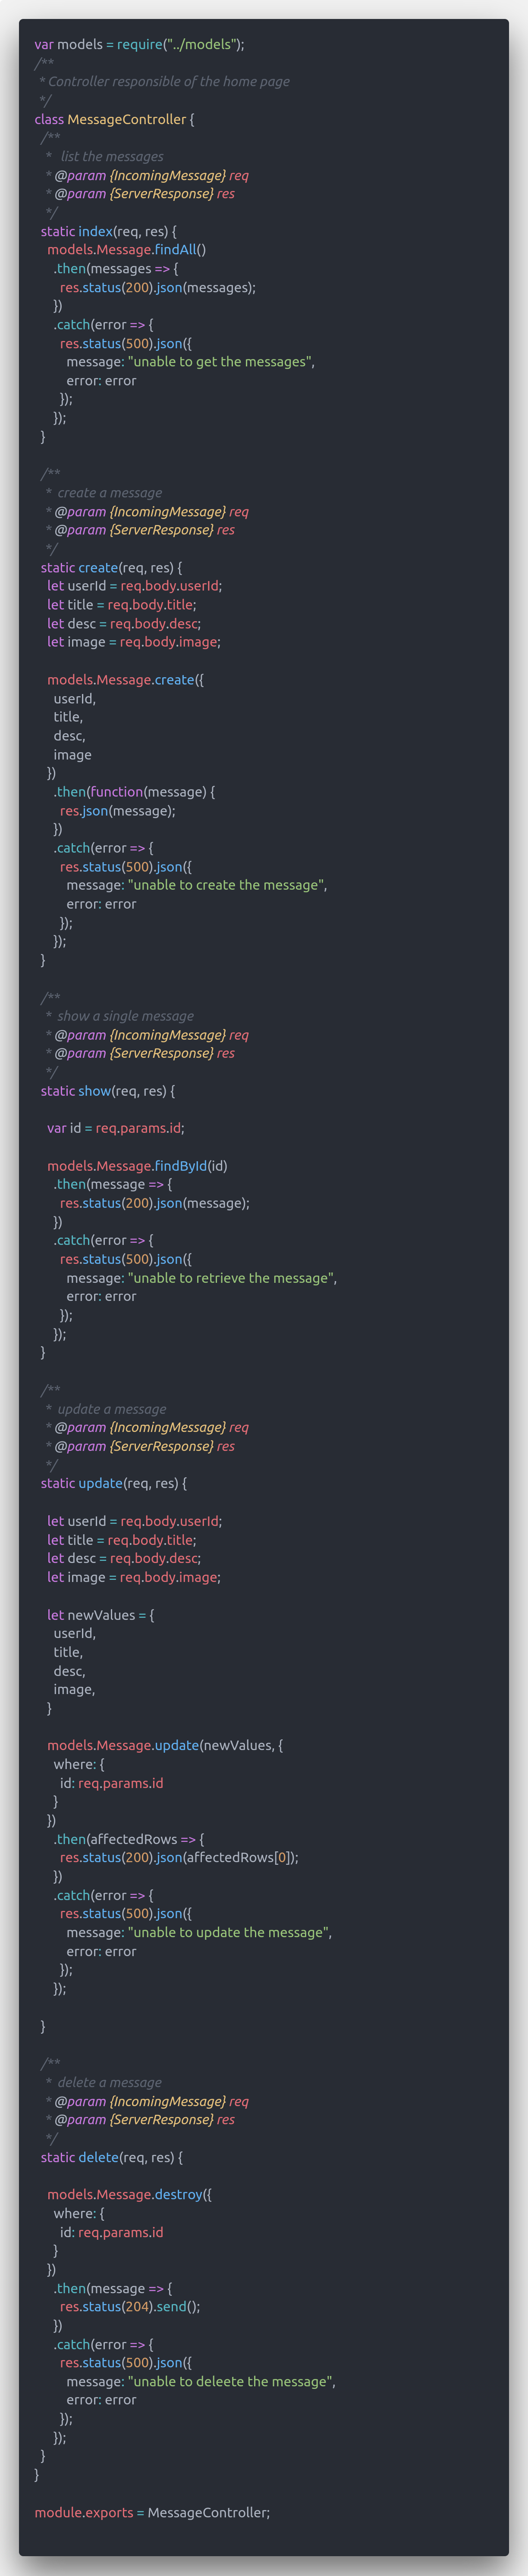 var models = require("../models");
/**
 * Controller responsible of the home page
 */
class MessageController {
  /**
   *   list the messages
   * @param {IncomingMessage} req
   * @param {ServerResponse} res
   */
  static index(req, res) {
    models.Message.findAll()
      .then(messages => {
        res.status(200).json(messages);
      })
      .catch(error => {
        res.status(500).json({
          message: "unable to get the messages",
          error: error
        });
      });
  }

  /**
   *  create a message
   * @param {IncomingMessage} req
   * @param {ServerResponse} res
   */
  static create(req, res) {
    let userId = req.body.userId;
    let title = req.body.title;
    let desc = req.body.desc;
    let image = req.body.image;

    models.Message.create({
      userId,
      title,
      desc,
      image
    })
      .then(function(message) {
        res.json(message);
      })
      .catch(error => {
        res.status(500).json({
          message: "unable to create the message",
          error: error
        });
      });
  }

  /**
   *  show a single message
   * @param {IncomingMessage} req
   * @param {ServerResponse} res
   */
  static show(req, res) {

    var id = req.params.id;

    models.Message.findById(id)
      .then(message => {
        res.status(200).json(message);
      })
      .catch(error => {
        res.status(500).json({
          message: "unable to retrieve the message",
          error: error
        });
      });
  }

  /**
   *  update a message
   * @param {IncomingMessage} req
   * @param {ServerResponse} res
   */
  static update(req, res) {

    let userId = req.body.userId;
    let title = req.body.title;
    let desc = req.body.desc;
    let image = req.body.image;

    let newValues = {
      userId,
      title,
      desc,
      image,
    }

    models.Message.update(newValues, {
      where: {
        id: req.params.id
      }
    })
      .then(affectedRows => {
        res.status(200).json(affectedRows[0]);
      })
      .catch(error => {
        res.status(500).json({
          message: "unable to update the message",
          error: error
        });
      });

  }

  /**
   *  delete a message
   * @param {IncomingMessage} req
   * @param {ServerResponse} res
   */
  static delete(req, res) {

    models.Message.destroy({
      where: {
        id: req.params.id
      }
    })
      .then(message => {
        res.status(204).send();
      })
      .catch(error => {
        res.status(500).json({
          message: "unable to deleete the message",
          error: error
        });
      });
  }
}

module.exports = MessageController;